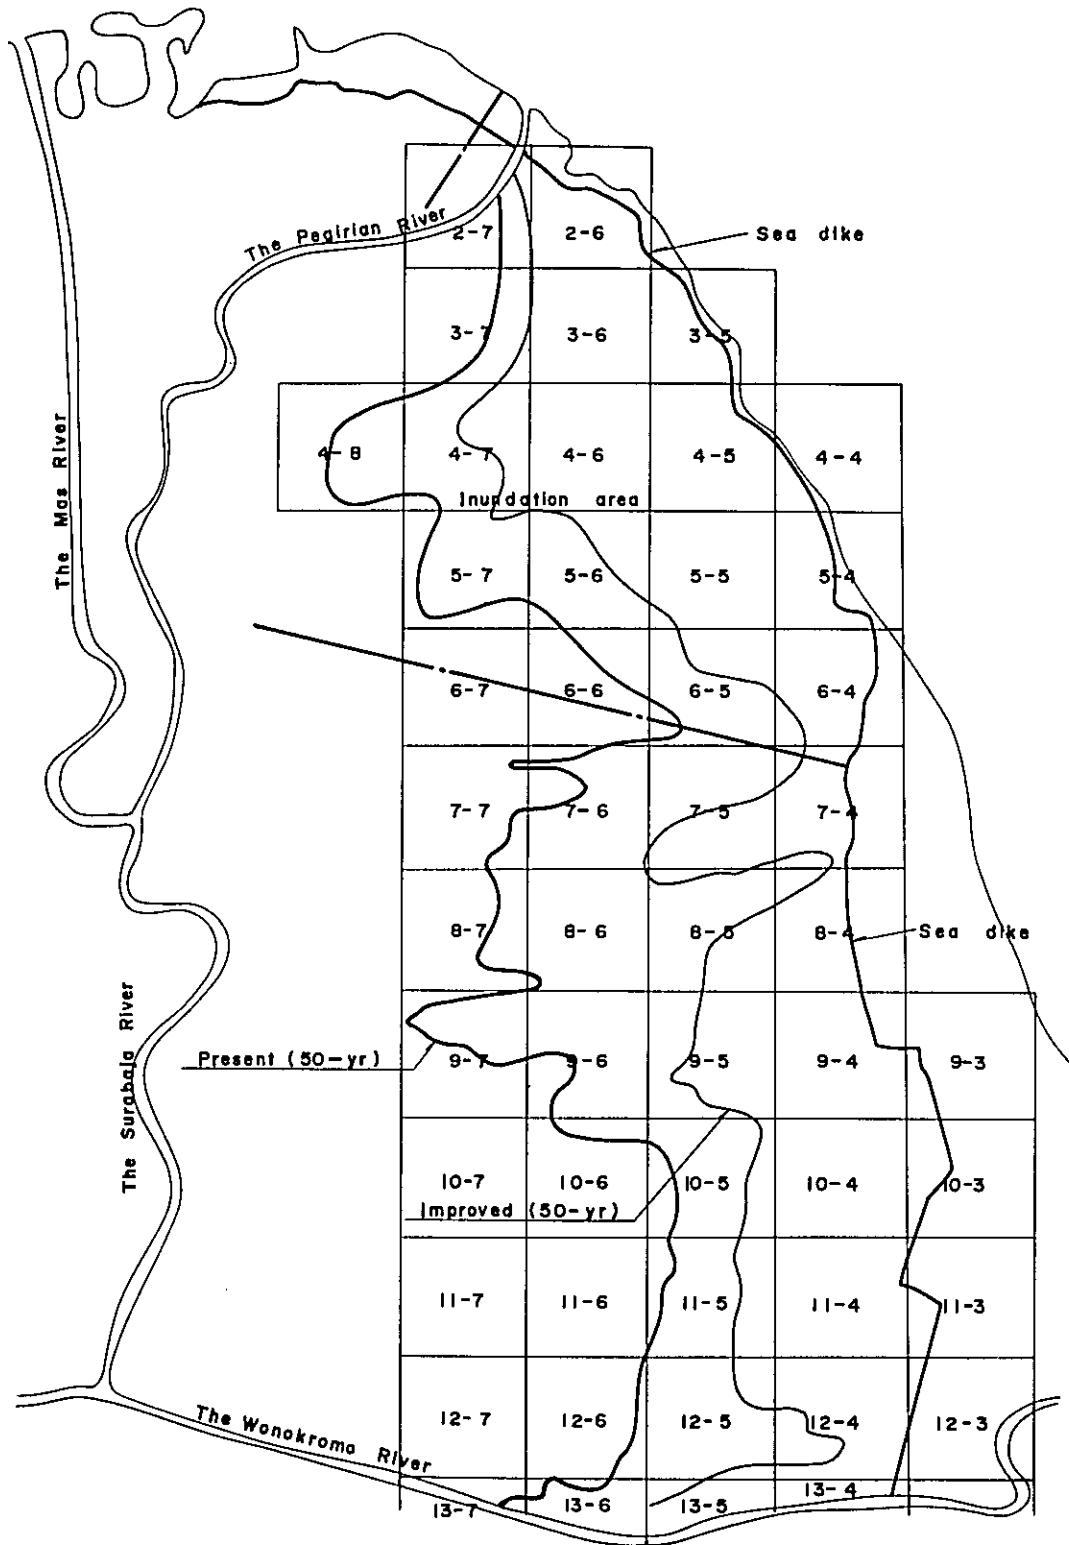 The Pegirian River
2-7 2-6
Sea dike
3-7 3-6 3-5
The Mas River
4-8 4-7 4-6 4-5 4-4
Inundation area
5-7 5-6 5-5 5-4
6-7 6-6 6-5 6-4
7-7 7-6 7-5 7-4
8-7 8-6 8-5 8-4
Sea dike
The Surabaja River
Present (50-yr)
9-7 9-6 9-5 9-4 9-3
10-7 10-6 10-5 10-4 10-3
Improved (50-yr)
11-7 11-6 11-5 11-4 11-3
The Wonokromo River
12-7 12-6 12-5 12-4 12-3
13-7 13-6 13-5 13-4